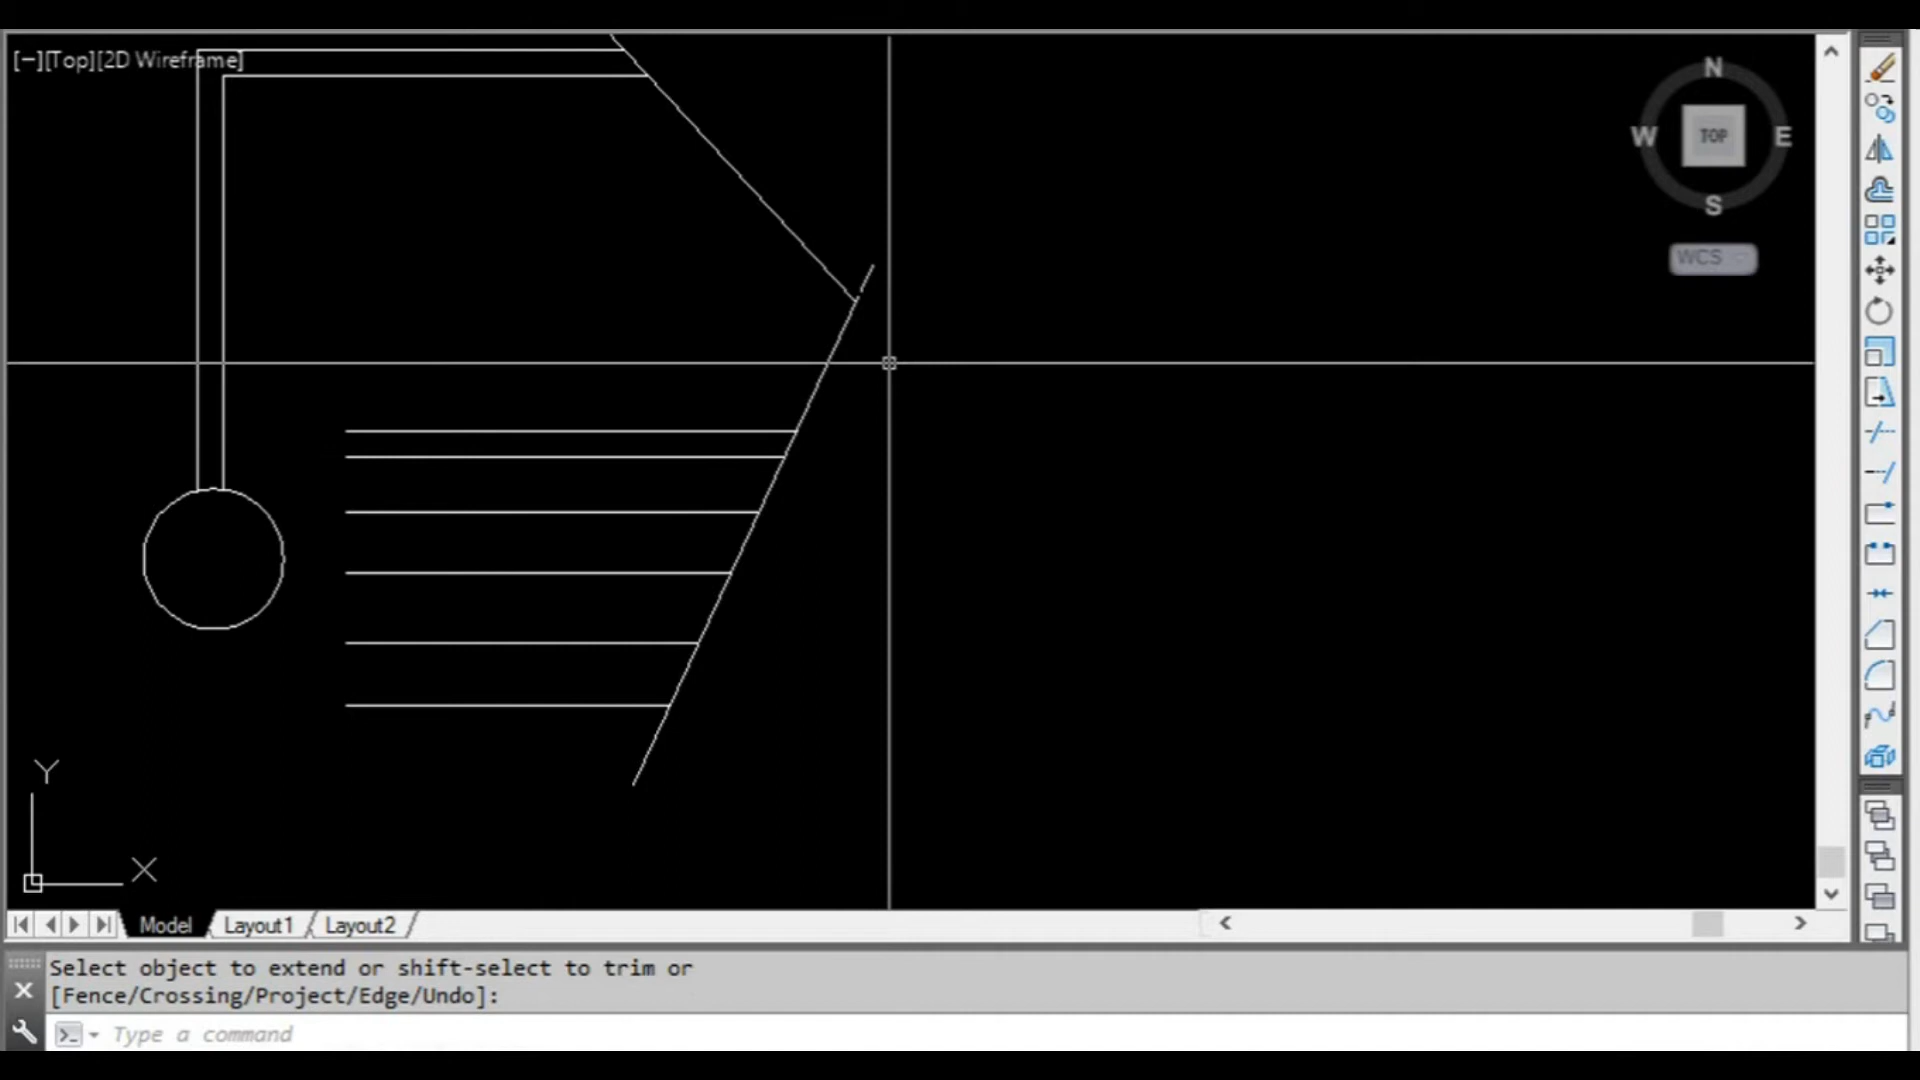 [−][Top][2D Wireframe]
N
W
TOP
E
S
WCS
Y
X
Model
Layout1
Layout2
Select object to extend or shift-select to trim or
[Fence/Crossing/Project/Edge/Undo]:
Type a command